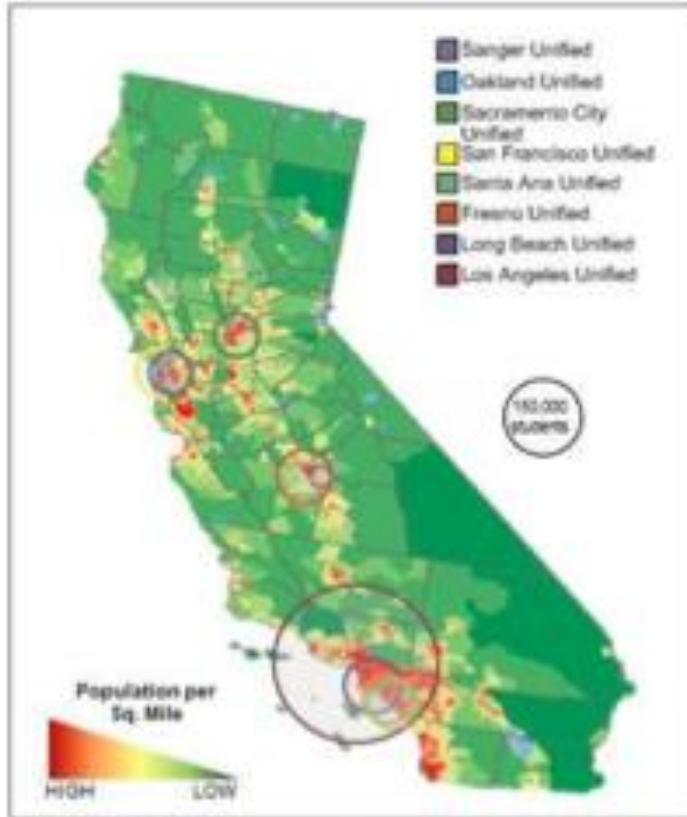 Sanger Unified
Oakland Unified
Sacramento City
Unified
San Francisco Unified
Santa Ana Unified
Fresno Unified
Long Beach Unified
Los Angeles Unified
150,000
students
Population per
Sq. Mile
HIGH
LOW